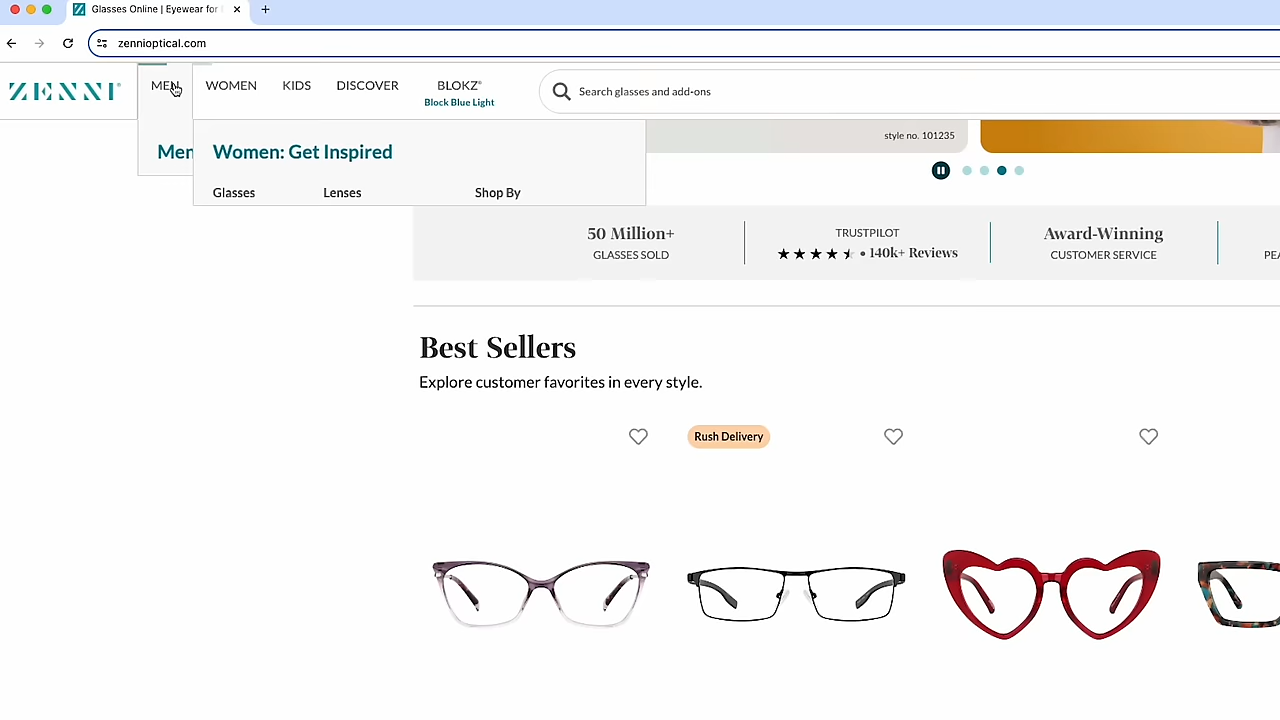 Glasses Online | Eyewear for
zennioptical.com
ZENNI®
MEN
WOMEN
KIDS
DISCOVER
BLOKZ®
Block Blue Light
Search glasses and add-ons
Men
Women: Get Inspired
Glasses
Lenses
Shop By
style no. 101235
50 Million+
GLASSES SOLD
TRUSTPILOT
• 140k+ Reviews
Award-Winning
CUSTOMER SERVICE
PEA
Best Sellers
Explore customer favorites in every style.
Rush Delivery